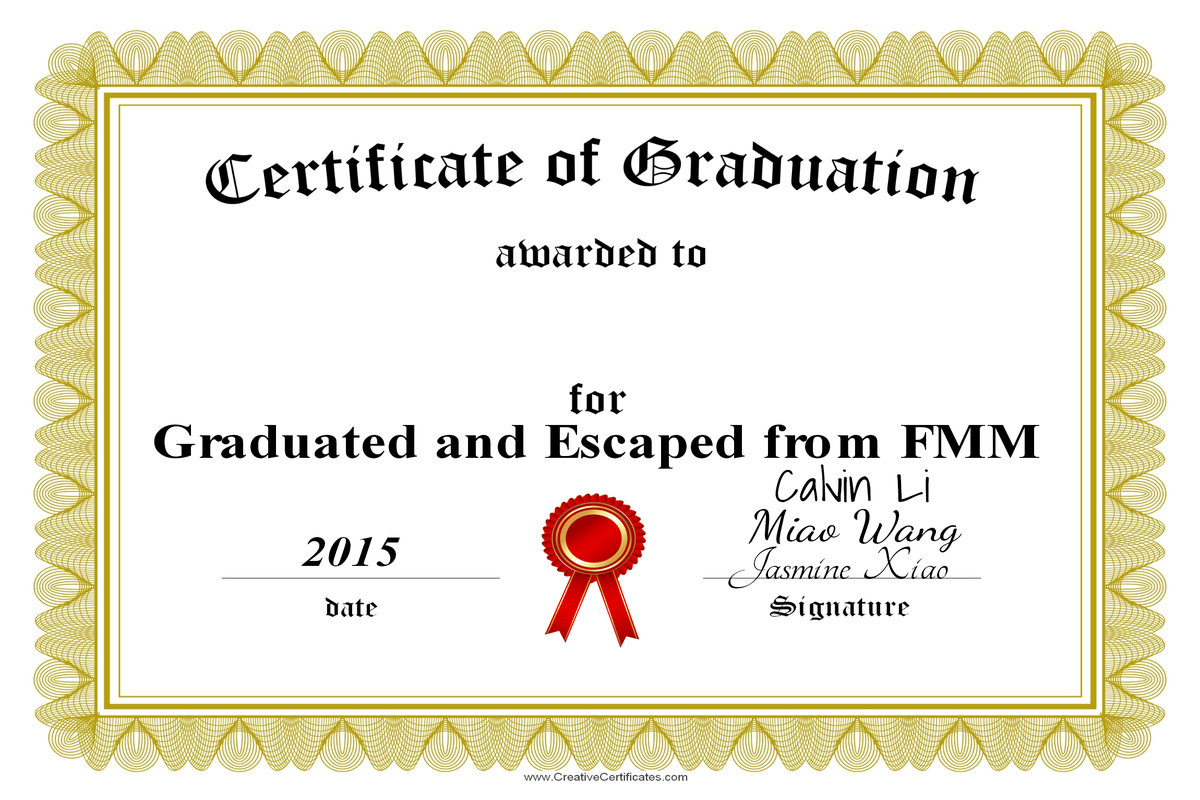 Certificate of Graduation
awarded to
for
Graduated and Escaped from FMM
Calvin Li
Miao Wang
2015
Jasmine Xiao
date
Signature
www.CreativeCertificates.com